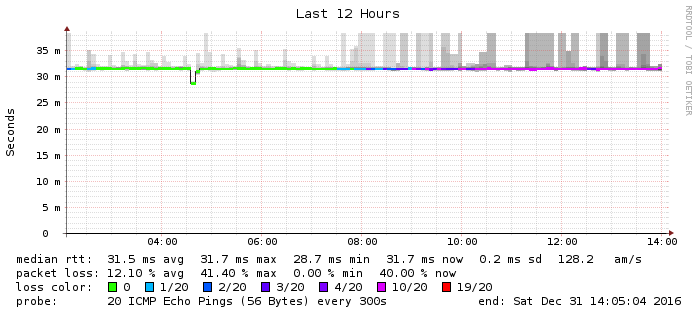 Last 12 Hours
RRDTOOL / TOBI OETIKER
Seconds
35 m
30 m
25 m
20 m
15 m
10 m
5 m
0
04:00 06:00 08:00 10:00 12:00 14:00
median rtt: 31.5 ms avg 31.7 ms max 28.7 ms min 31.7 ms now 0.2 ms sd 128.2 am/s
packet loss: 12.10 % avg 41.40 % max 0.00 % min 40.00 % now
loss color: 0 1/20 2/20 3/20 4/20 10/20 19/20
probe: 20 ICMP Echo Pings (56 Bytes) every 300s end: Sat Dec 31 14:05:04 2016